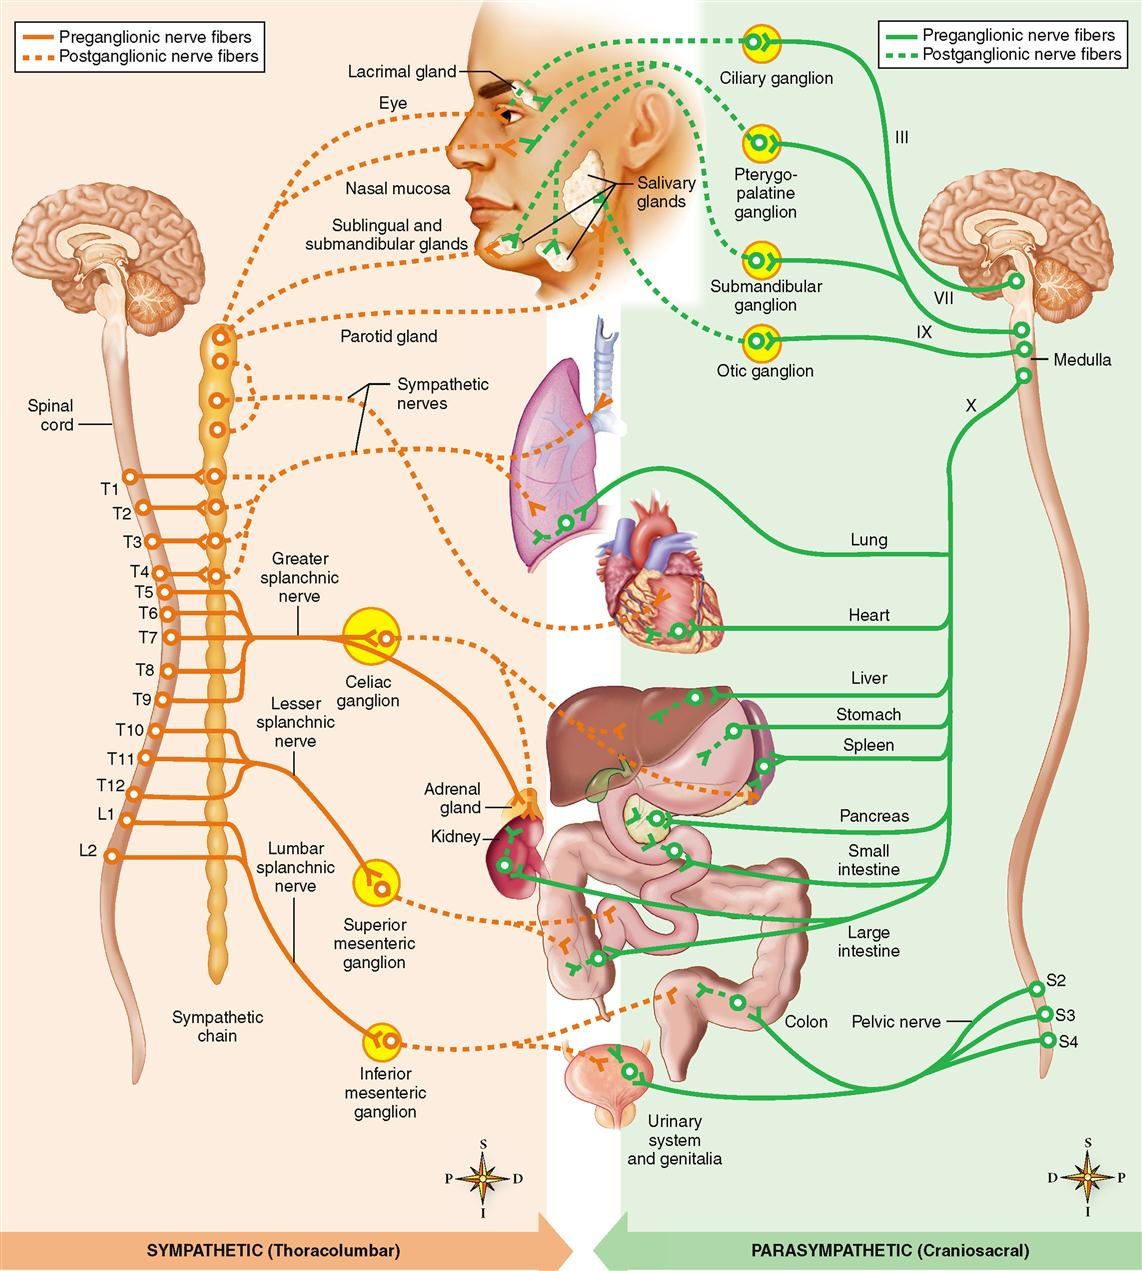 Preganglionic nerve fibers
Postganglionic nerve fibers
Preganglionic nerve fibers
Postganglionic nerve fibers
Lacrimal gland
Eye
Nasal mucosa
Sublingual and
submandibular glands
Parotid gland
Salivary
glands
Sympathetic
nerves
Spinal
cord
T1
T2
T3
T4
T5
T6
T7
T8
T9
T10
T11
T12
L1
L2
Greater
splanchnic
nerve
Celiac
ganglion
Lesser
splanchnic
nerve
Adrenal
gland
Kidney
Lumbar
splanchnic
nerve
Superior
mesenteric
ganglion
Sympathetic
chain
Inferior
mesenteric
ganglion
Ciliary ganglion
III
Pterygo-
palatine
ganglion
Submandibular
ganglion
VII
IX
Otic ganglion
Medulla
X
Lung
Heart
Liver
Stomach
Spleen
Pancreas
Small
intestine
Large
intestine
Colon
Pelvic nerve
S2
S3
S4
Urinary
system
and genitalia
S
P D
I
S
D P
I
SYMPATHETIC (Thoracolumbar)
PARASYMPATHETIC (Craniosacral)